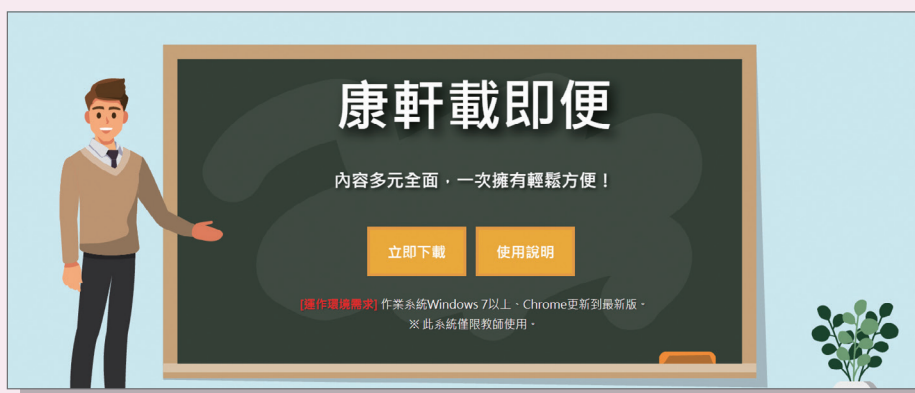 康軒載即便
內容多元全面，一次擁有輕鬆方便！
立即下載
使用說明
[運作環境需求] 作業系統Windows 7以上、Chrome更新到最新版。
※ 此系統僅限教師使用。